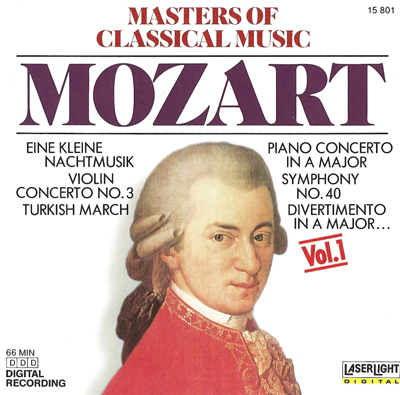 MASTERS OF
CLASSICAL MUSIC
15 801
MOZART
EINE KLEINE
NACHTMUSIK
VIOLIN
CONCERTO NO. 3
TURKISH MARCH
PIANO CONCERTO
IN A MAJOR
SYMPHONY
NO. 40
DIVERTIMENTO
IN A MAJOR...
Vol.1
66 MIN
DDD
DIGITAL
RECORDING
LASERLIGHT
DIGITAL